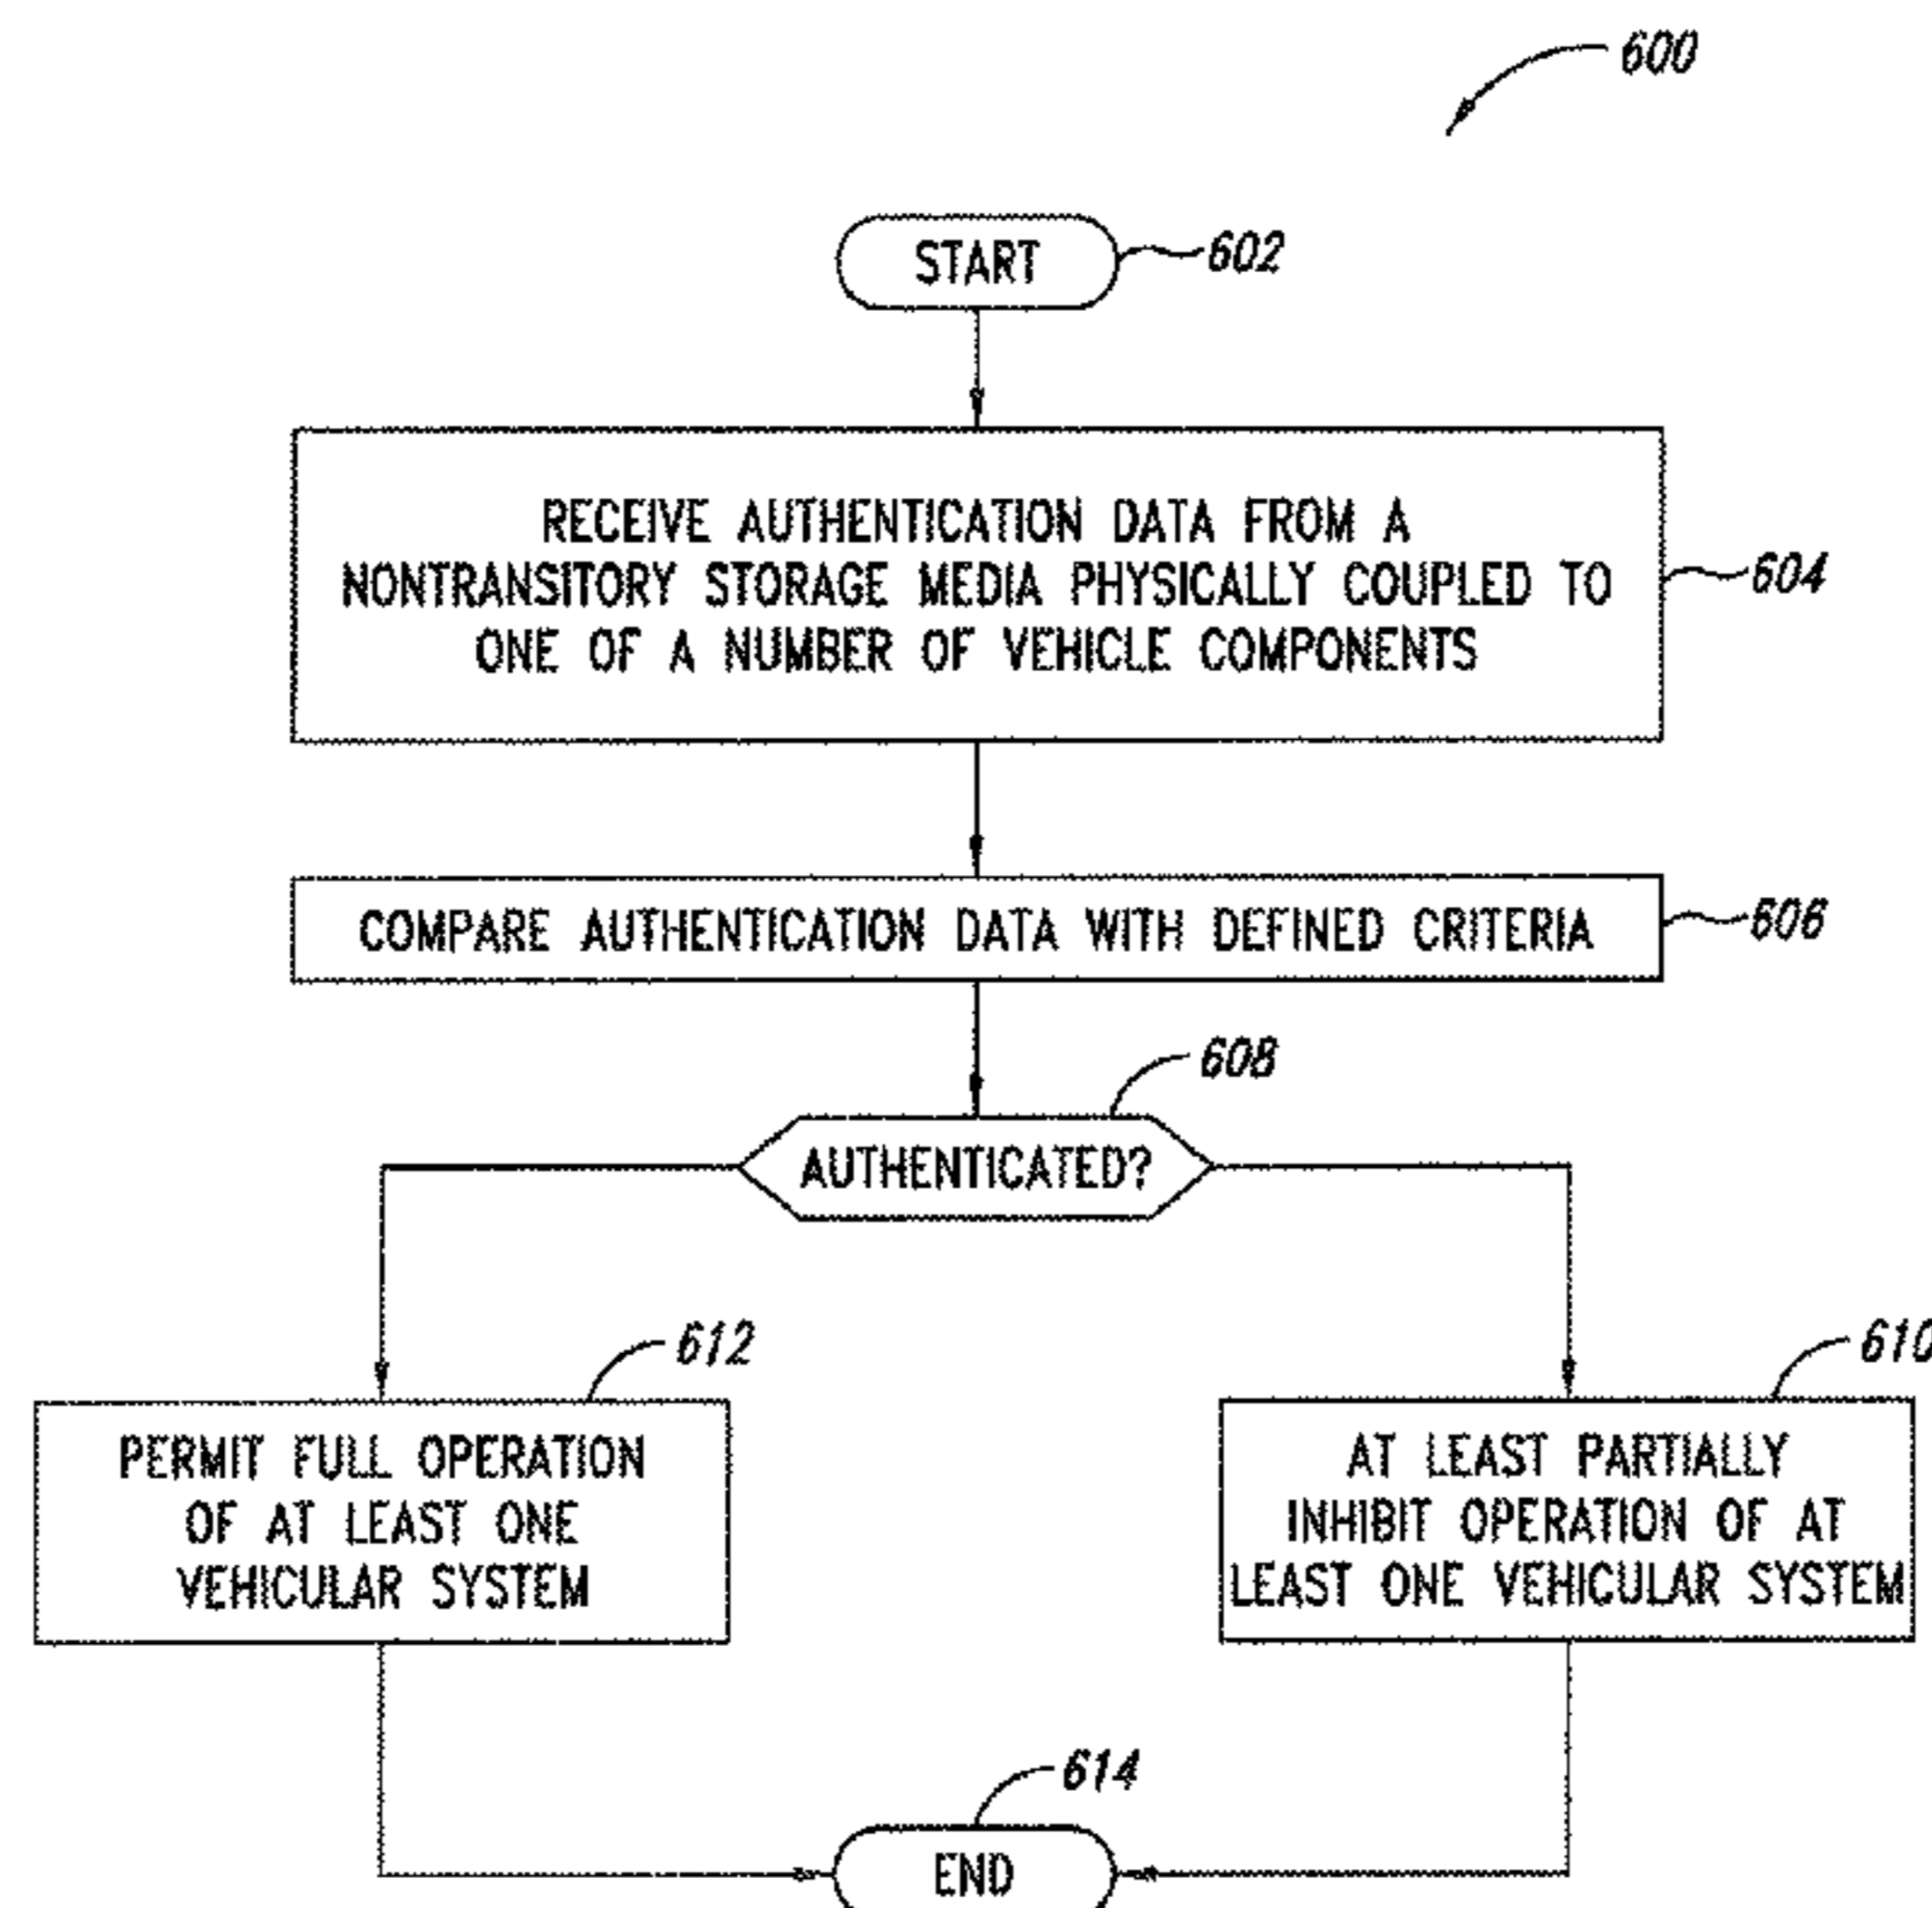 600
START
602
RECEIVE AUTHENTICATION DATA FROM A
NONTRANSITORY STORAGE MEDIA PHYSICALLY COUPLED TO
ONE OF A NUMBER OF VEHICLE COMPONENTS
604
COMPARE AUTHENTICATION DATA WITH DEFINED CRITERIA
606
608
AUTHENTICATED?
612
PERMIT FULL OPERATION
OF AT LEAST ONE
VEHICULAR SYSTEM
610
AT LEAST PARTIALLY
INHIBIT OPERATION OF AT
LEAST ONE VEHICULAR SYSTEM
614
END